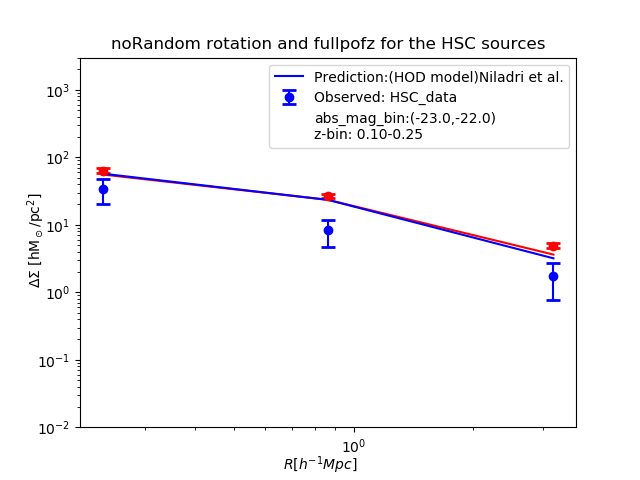 noRandom rotation and fullpofz for the HSC sources
Prediction:(HOD model)Niladri et al.
Observed: HSC_data
abs_mag_bin:(-23.0,-22.0)
z-bin: 0.10-0.25
10³
10²
10¹
10⁰
10⁻¹
10⁻²
ΔΣ [hM⊙/pc²]
10⁰
R[h⁻¹Mpc]